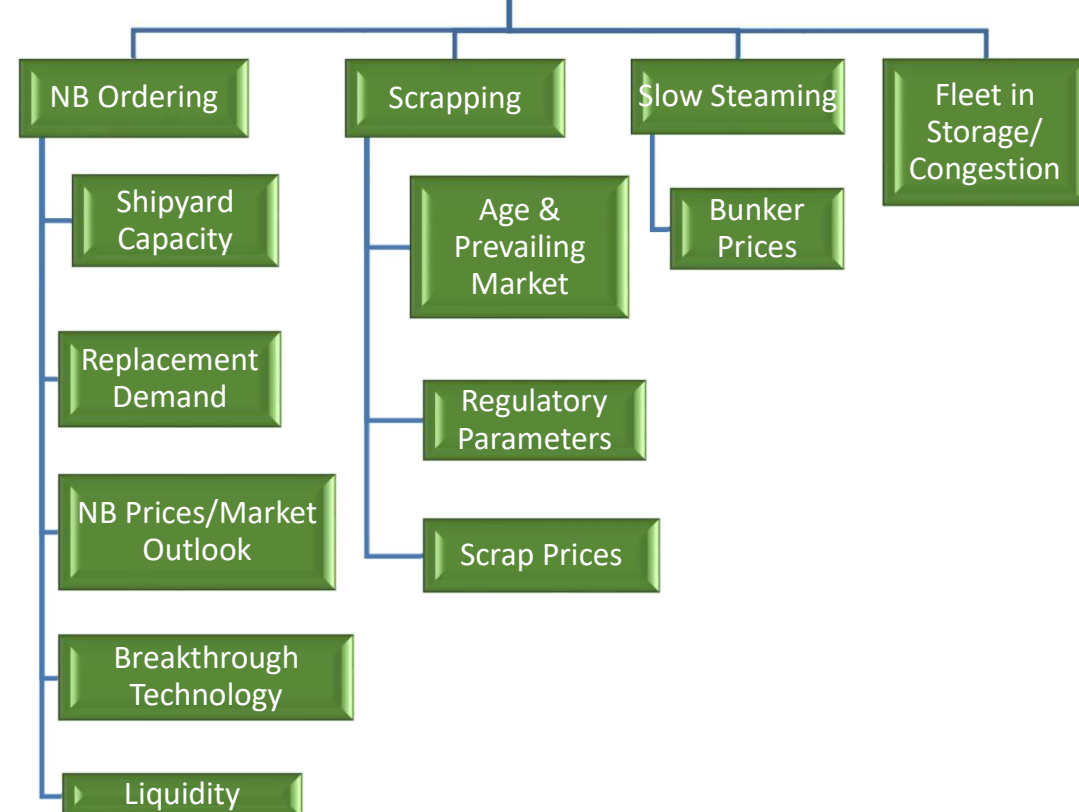 NB Ordering
Shipyard
Capacity
Replacement
Demand
NB Prices/Market
Outlook
Breakthrough
Technology
Liquidity
Scrapping
Age &
Prevailing
Market
Regulatory
Parameters
Scrap Prices
Slow Steaming
Bunker
Prices
Fleet in
Storage/
Congestion